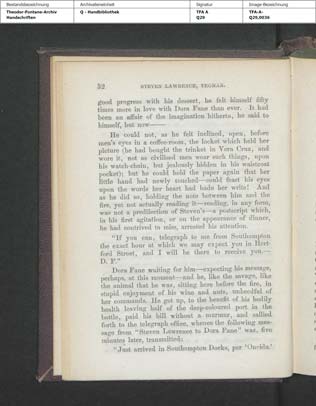 Bestandsbezeichnung Archivalieneinheit Signatur Image-Bezeichnung
Theodor-Fontane-Archiv Q - Handbibliothek TFA A TFA-A-
Handschriften Q29 Q29,0036
52 STEVEN LAWRENCE, YEOMAN.
good progress with his dessert, he felt himself fifty
times more in love with Dora Fane than ever. It had
been an affair of the imagination hitherto, he said to
himself, but now——
He could not, as he felt inclined, open, before
men's eyes in a coffee-room, the locket which held her
picture (he had bought the trinket in Vera Cruz, and
wore it, not as civilised men wear such things, upon
his watch-chain, but jealously hidden in his waistcoat
pocket); but he could hold the paper again that her
little hand had newly touched—could feast his eyes
upon the words her heart had bade her write! And
as he did so, holding the note between him and the
fire, yet not actually reading it—reading, in any form,
was not a predilection of Steven's—a postscript which,
in his first agitation, or on the appearance of dinner,
he had contrived to miss, arrested his attention.
"If you can, telegraph to me from Southampton
the exact hour at which we may expect you in Hert-
ford Street, and I will be there to receive you.—
D. F."
Dora Fane waiting for him—expecting his message,
perhaps, at this moment—and he, like the savage, like
the animal that he was, sitting here before the fire, in
stupid enjoyment of his wine and nuts, unheedful of
her commands. He got up, to the benefit of his bodily
health leaving half of the deep-coloured port in the
bottle, paid his bill without a murmur, and sallied
forth to the telegraph office, whence the following mes-
sage from "Steven Lawrence to Dora Fane" was, five
minutes later, transmitted:
"Just arrived in Southampton Docks, per 'Oneida.'